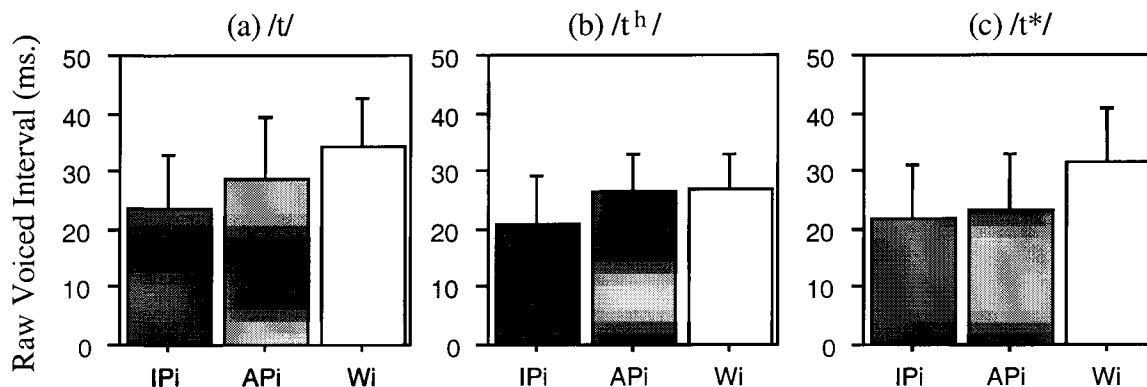 (a) /t/ (b) /tʰ/ (c) /t*/
Raw Voiced Interval (ms.)
50 50 50
40 40 40
30 30 30
20 20 20
10 10 10
0 0 0
IPi APi Wi IPi APi Wi IPi APi Wi